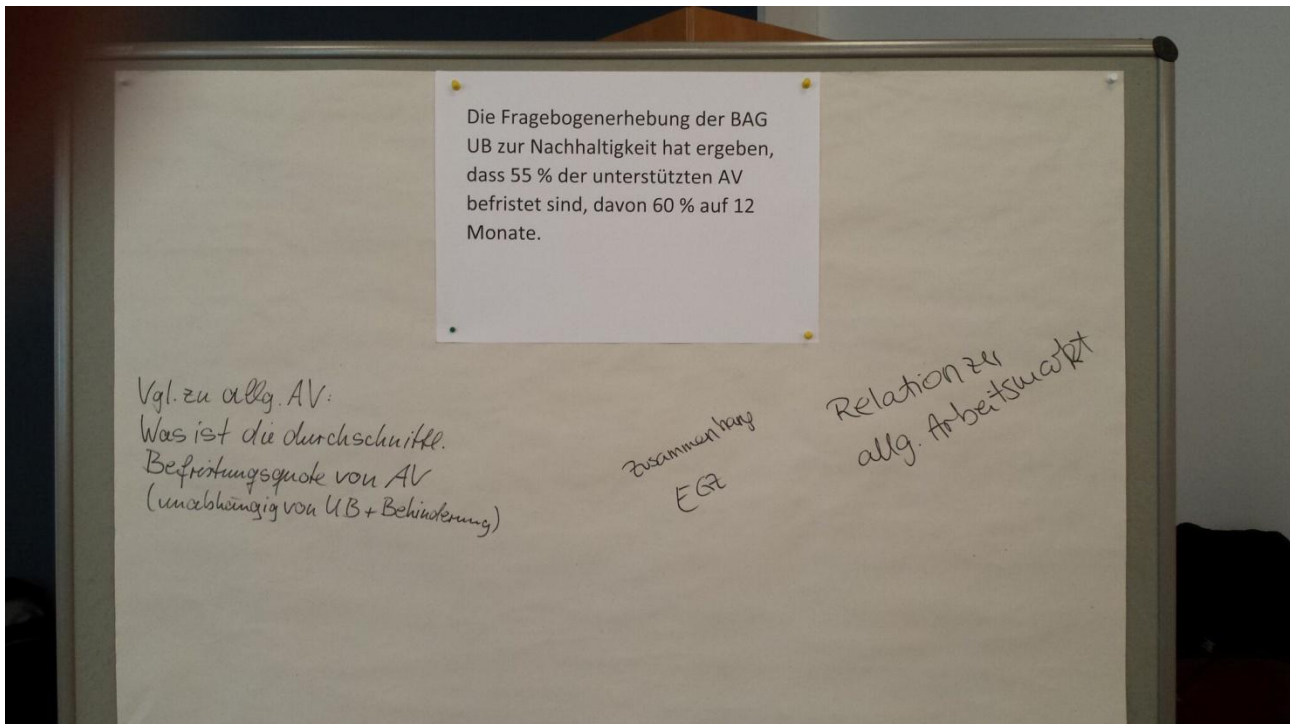 Die Fragebogenerhebung der BAG
UB zur Nachhaltigkeit hat ergeben,
dass 55 % der unterstützten AV
befristet sind, davon 60 % auf 12
Monate.
Vgl. zu allg. AV:
Was ist die durchschnittl.
Befristungsquote von AV
(unabhängig von UB + Behinderung)
Zusammenhang
EGZ
Relation zu
allg. Arbeitsmarkt